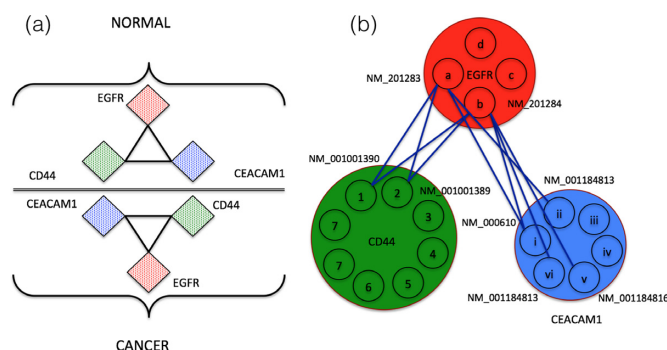 (a)
NORMAL
EGFR
CD44
CEACAM1
CEACAM1
CD44
EGFR
CANCER
(b)
d
a
EGFR
c
b
NM_201283
NM_201284
NM_001001390
NM_001001389
1
2
3
7
CD44
4
7
6
5
NM_001184813
NM_000610
ii
iii
i
iv
vi
v
NM_001184813
NM_001184816
CEACAM1